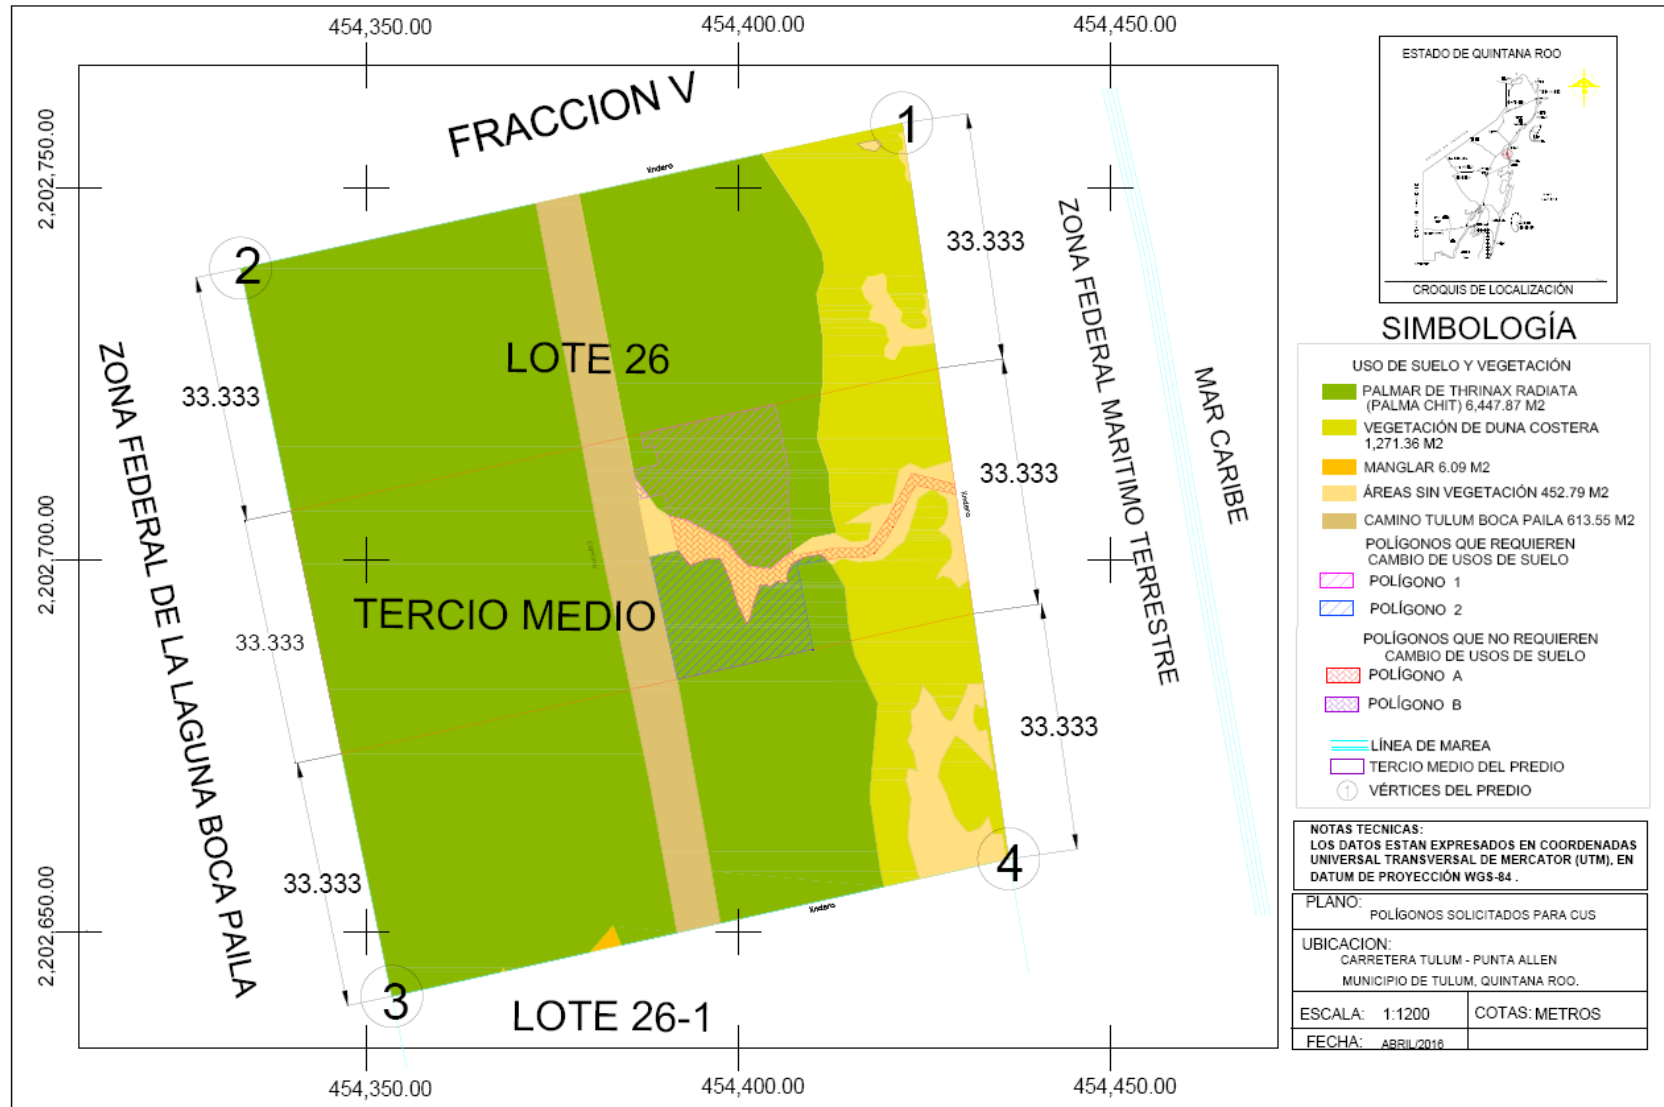 454,350.00
454,400.00
454,450.00
2,202,750.00
2,202,700.00
2,202,650.00
FRACCION V
lindero
1
2
33.333
33.333
LOTE 26
33.333
33.333
lindero
TERCIO MEDIO
33.333
33.333
camino
ZONA FEDERAL DE LA LAGUNA BOCA PAILA
ZONA FEDERAL MARITIMO TERRESTRE
MAR CARIBE
4
lindero
3
LOTE 26-1
454,350.00
454,400.00
454,450.00
ESTADO DE QUINTANA ROO
CROQUIS DE LOCALIZACIÓN
SIMBOLOGÍA
USO DE SUELO Y VEGETACIÓN
PALMAR DE THRINAX RADIATA
(PALMA CHIT) 6,447.87 M2
VEGETACIÓN DE DUNA COSTERA
1,271.36 M2
MANGLAR 6.09 M2
ÁREAS SIN VEGETACIÓN 452.79 M2
CAMINO TULUM BOCA PAILA 613.55 M2
POLÍGONOS QUE REQUIEREN
CAMBIO DE USOS DE SUELO
POLÍGONO 1
POLÍGONO 2
POLÍGONOS QUE NO REQUIEREN
CAMBIO DE USOS DE SUELO
POLÍGONO A
POLÍGONO B
LÍNEA DE MAREA
TERCIO MEDIO DEL PREDIO
1 VÉRTICES DEL PREDIO
NOTAS TECNICAS:
LOS DATOS ESTAN EXPRESADOS EN COORDENADAS
UNIVERSAL TRANSVERSAL DE MERCATOR (UTM), EN
DATUM DE PROYECCIÓN WGS-84 .
PLANO:
POLÍGONOS SOLICITADOS PARA CUS
UBICACION:
CARRETERA TULUM - PUNTA ALLEN
MUNICIPIO DE TULUM, QUINTANA ROO.
ESCALA: 1:1200
COTAS: METROS
FECHA: ABRIL/2016